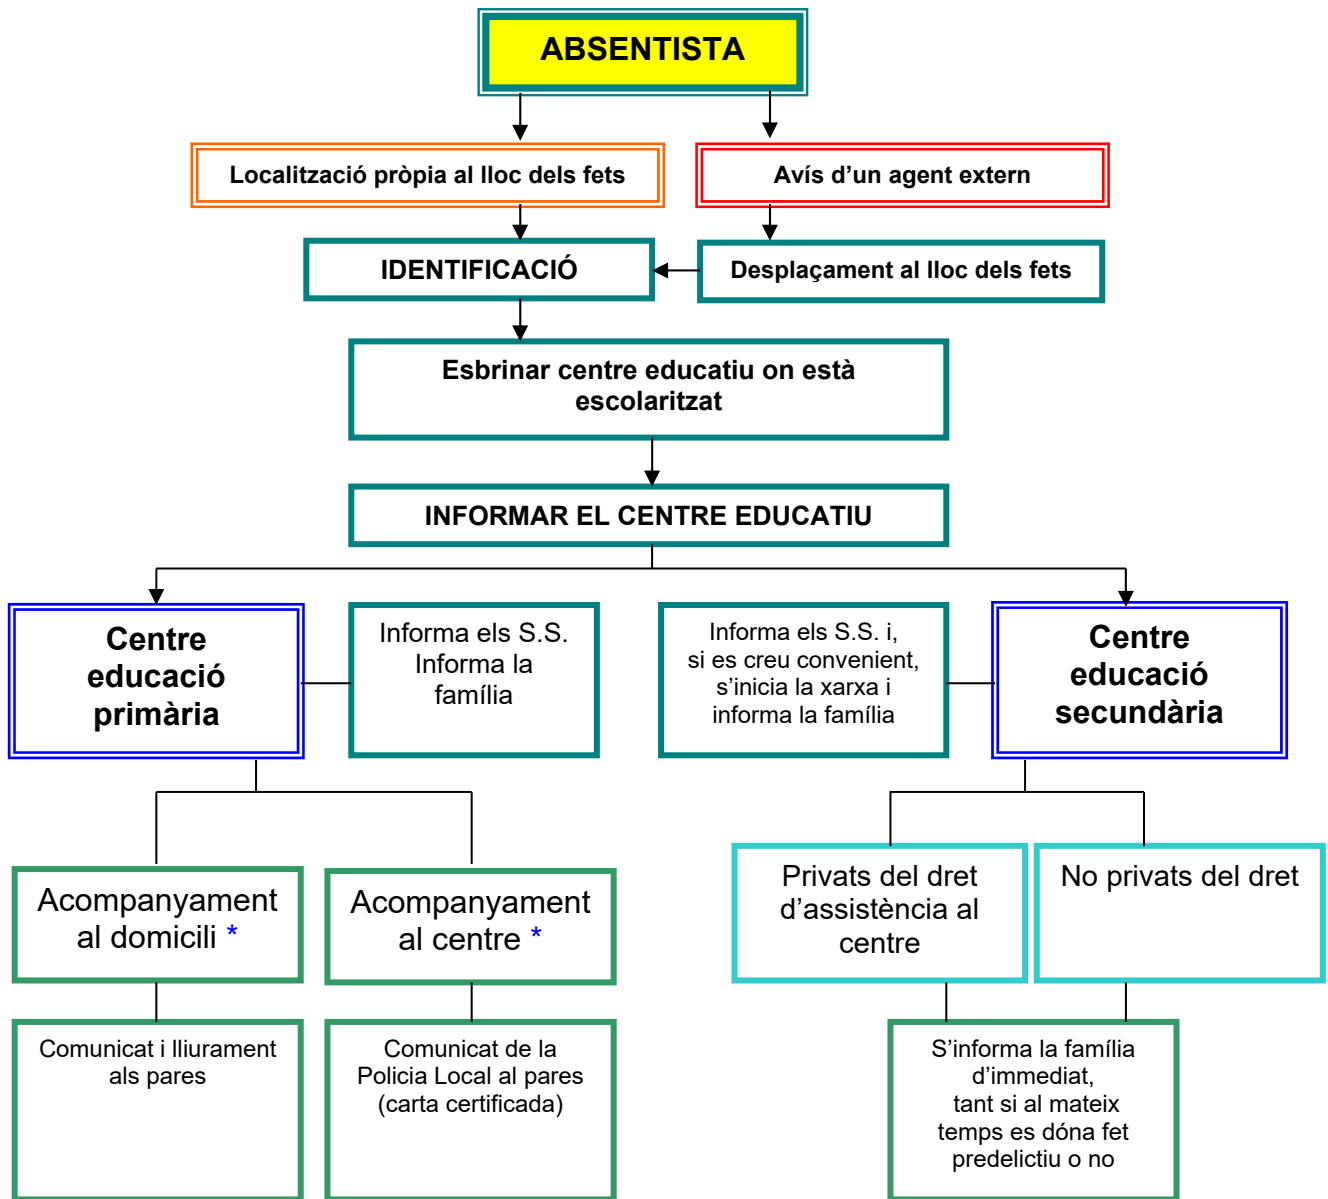 ABSENTISTA
Localització pròpia al lloc dels fets
Avís d'un agent extern
IDENTIFICACIÓ
Desplaçament al lloc dels fets
Esbrinar centre educatiu on està
escolaritzat
INFORMAR EL CENTRE EDUCATIU
Centre
educació
primària
Informa els S.S.
Informa la
família
Informa els S.S. i,
si es creu convenient,
s'inicia la xarxa i
informa la família
Centre
educació
secundària
Acompanyament
al domicili *
Acompanyament
al centre *
Privats del dret
d'assistència al
centre
No privats del dret
Comunicat i lliurament
als pares
Comunicat de la
Policia Local al pares
(carta certificada)
S'informa la família
d'immediat,
tant si al mateix
temps es dóna fet
predelictiu o no